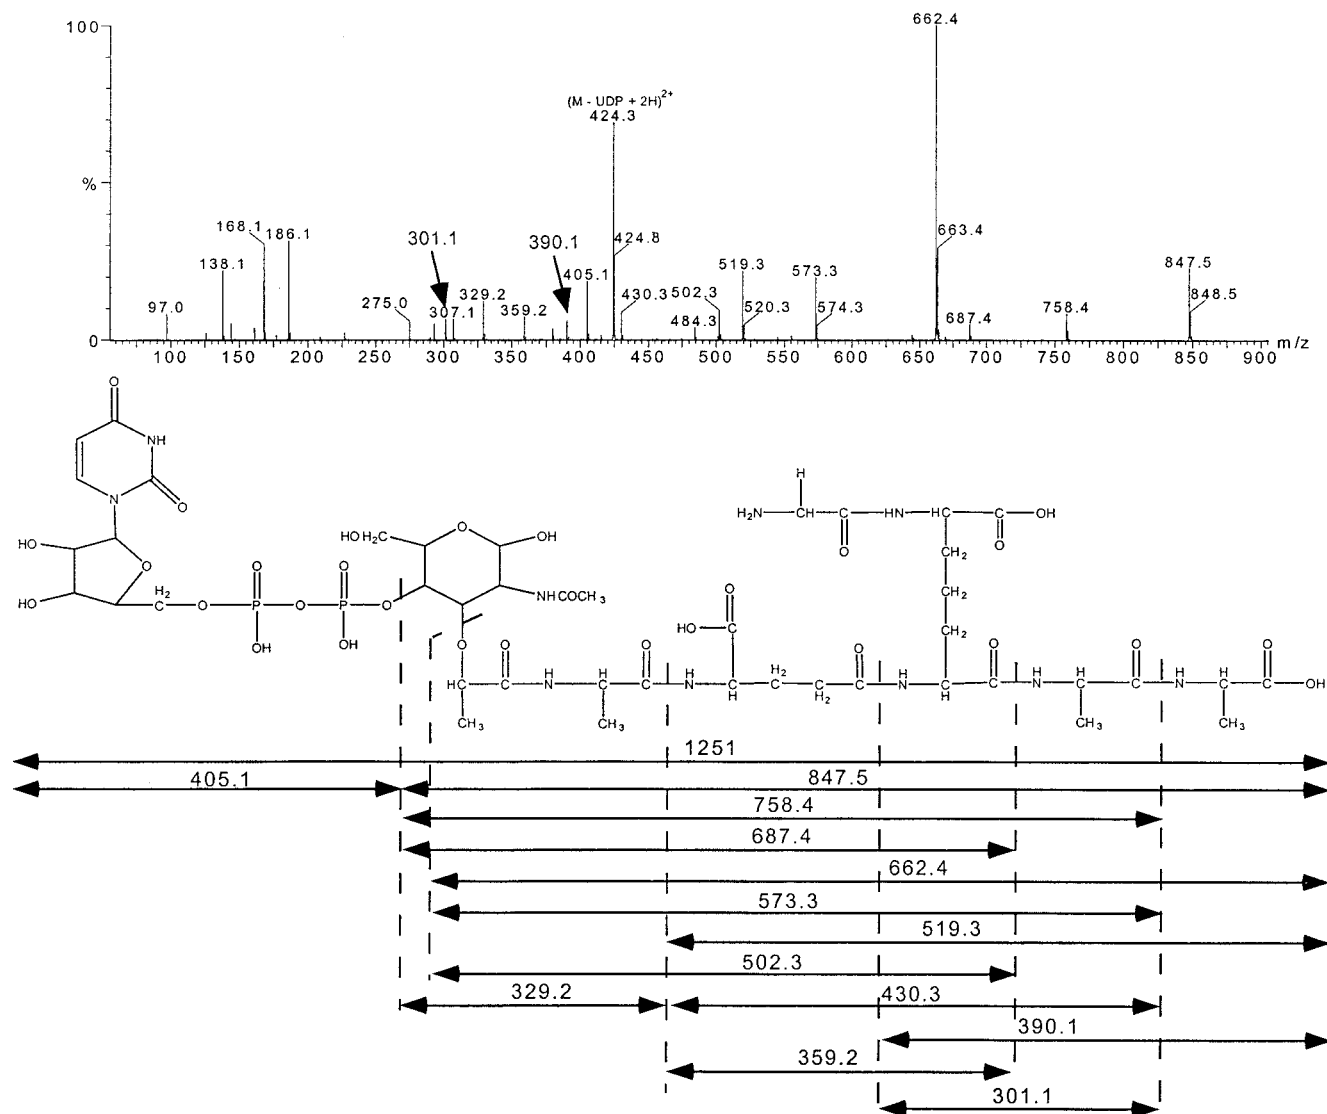 100
662.4
(M - UDP + 2H)2+
424.3
%
168.1
186.1
301.1
390.1
424.8
663.4
138.1
405.1
519.3
573.3
847.5
97.0
275.0
307.1
329.2
359.2
430.3
502.3
520.3
574.3
758.4
848.5
484.3
687.4
0
100 150 200 250 300 350 400 450 500 550 600 650 700 750 800 850 900 m/z
O
NH
N
O
H
H2N CH C HN C C OH
O H O
CH2
CH2
CH2
HOH2C O OH
HO
O
HO
H2
C O P O P O
O O
OH OH
NHCOCH3
O
HO C
O O O O O O
HC C N C C N C C C C N C C N C C N C C OH
H H H H H2 H2 H H H H H H
CH3 CH3 CH3 CH3
1251
405.1 847.5
758.4
687.4
662.4
573.3
519.3
502.3
329.2 430.3
390.1
359.2
301.1